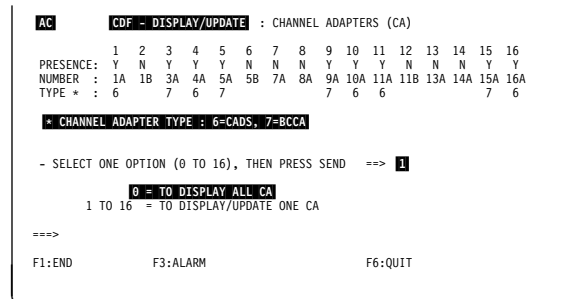 AC CDF - DISPLAY/UPDATE : CHANNEL ADAPTERS (CA)
1 2 3 4 5 6 7 8 9 10 11 12 13 14 15 16
PRESENCE: Y N Y Y Y N N N Y Y Y N N N Y Y
NUMBER : 1A 1B 3A 4A 5A 5B 7A 8A 9A 10A 11A 11B 13A 14A 15A 16A
TYPE * : 6 7 6 7 7 6 6 7 6
* CHANNEL ADAPTER TYPE : 6=CADS, 7=BCCA
- SELECT ONE OPTION (0 TO 16), THEN PRESS SEND ==> 1
0 = TO DISPLAY ALL CA
1 TO 16 = TO DISPLAY/UPDATE ONE CA
===>
F1:END F3:ALARM F6:QUIT